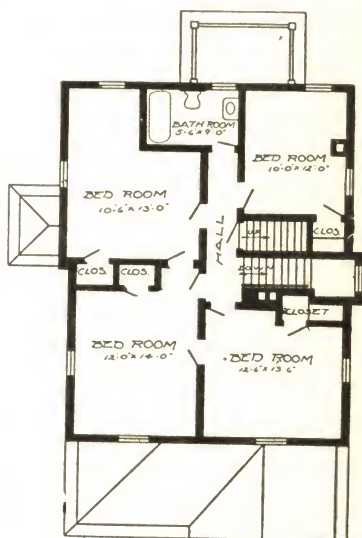 BATH ROOM
5'-6"X9'-0"
BED ROOM
10'-0"X12'-0"
BED ROOM
10'-6"X13'-0"
HALL
UP
CLOS.
DOWN
CLOS.
CLOS.
CLOSET
BED ROOM
12'-0"X14'-0"
BED ROOM
12'-6"X13'6"